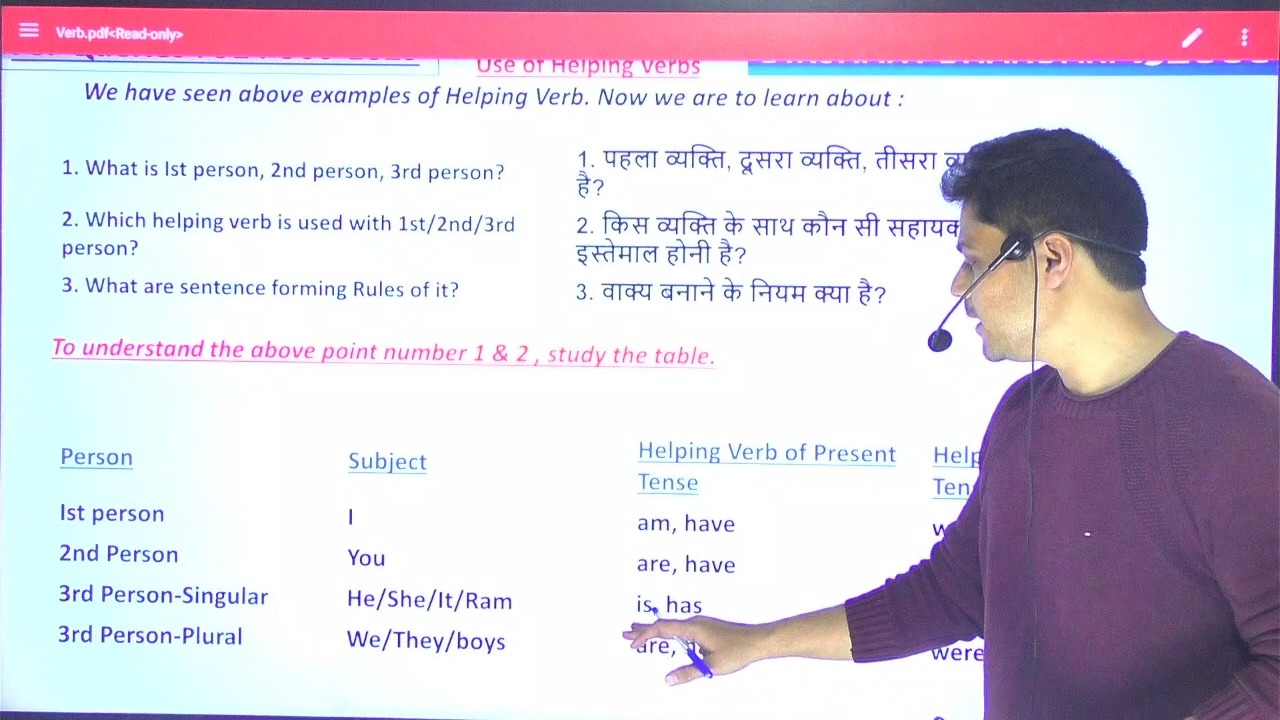 Verb.pdf<Read-only>
Use of Helping Verbs
We have seen above examples of Helping Verb. Now we are to learn about :
1. What is Ist person, 2nd person, 3rd person?
1. पहला व्यक्ति, दूसरा व्यक्ति, तीसरा
है?
2. Which helping verb is used with 1st/2nd/3rd
person?
2. किस व्यक्ति के साथ कौन सी सहायक
इस्तेमाल होनी है?
3. What are sentence forming Rules of it?
3. वाक्य बनाने के नियम क्या है?
To understand the above point number 1 & 2 , study the table.
Person Subject Helping Verb of Present
Tense
Ist person I am, have
2nd Person You are, have
3rd Person-Singular He/She/It/Ram is, has
3rd Person-Plural We/They/boys are, were